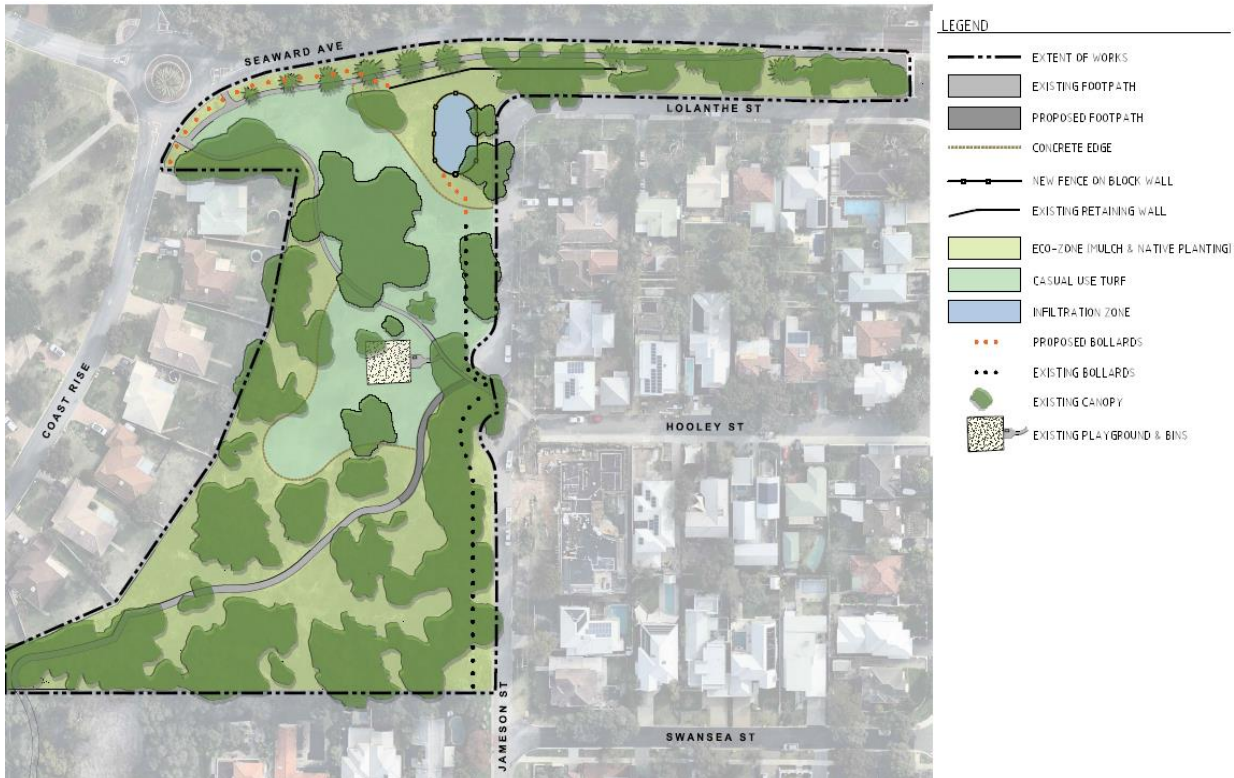 SEAWARD AVE
LOLANTHE ST
COAST RISE
HOOLEY ST
JAMESON ST
SWANSEA ST
LEGEND
EXTENT OF WORKS
EXISTING FOOTPATH
PROPOSED FOOTPATH
CONCRETE EDGE
NEW FENCE ON BLOCK WALL
EXISTING RETAINING WALL
ECO-ZONE (MULCH & NATIVE PLANTING)
CASUAL USE TURF
INFILTRATION ZONE
PROPOSED BOLLARDS
EXISTING BOLLARDS
EXISTING CANOPY
EXISTING PLAYGROUND & BINS